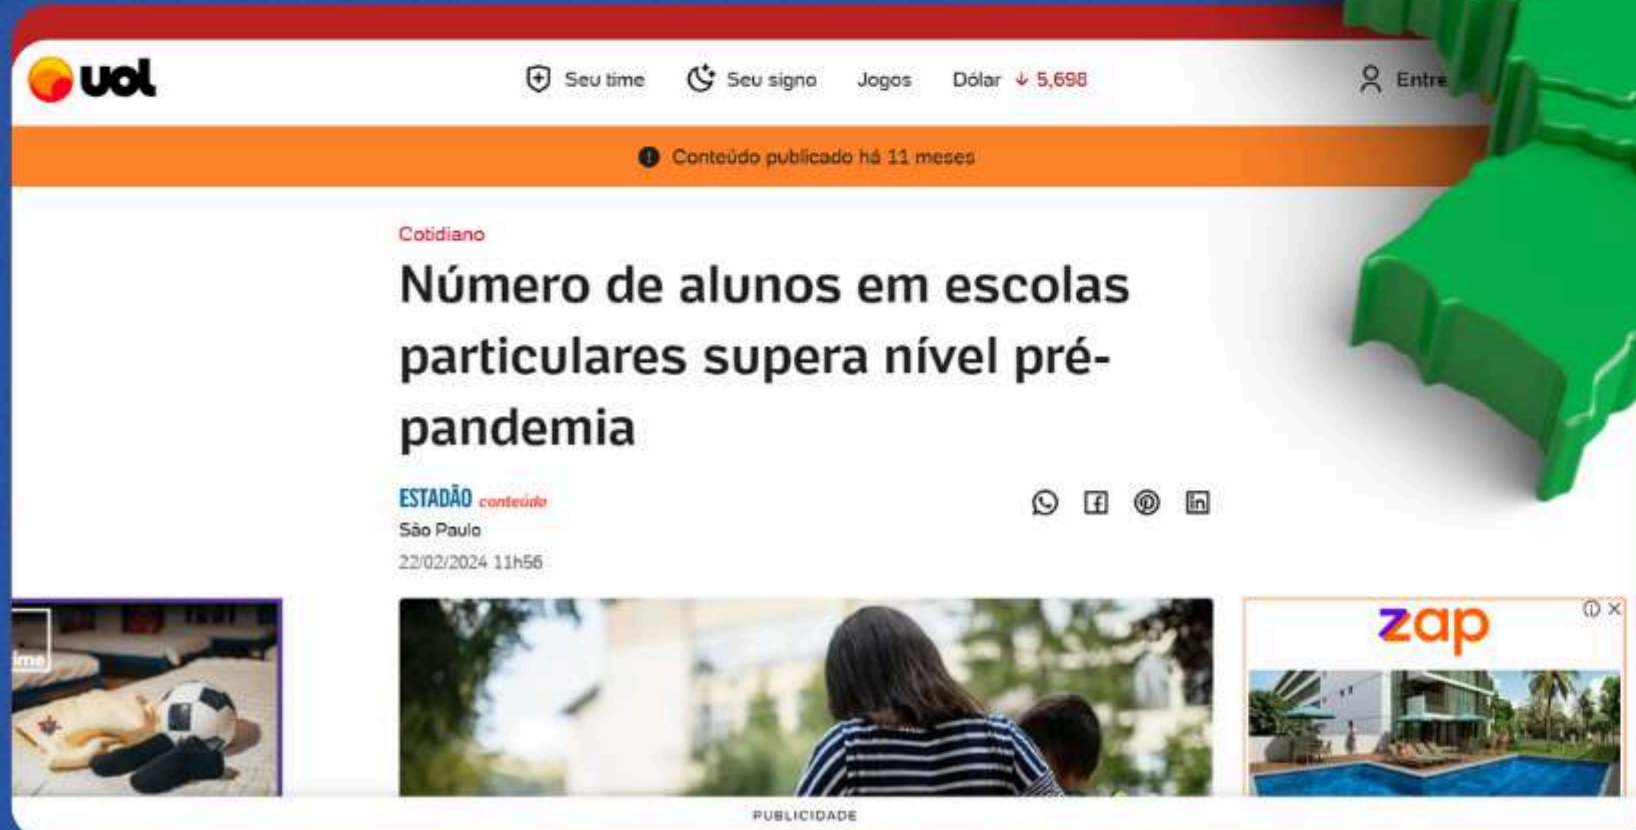 uol
Seu time
Seu signo
Jogos
Dólar ↓ 5,698
Entre
Conteúdo publicado há 11 meses
Cotidiano
Número de alunos em escolas
particulares supera nível pré-
pandemia
ESTADÃO conteúdo
São Paulo
22/02/2024 11h56
zap
PUBLICIDADE